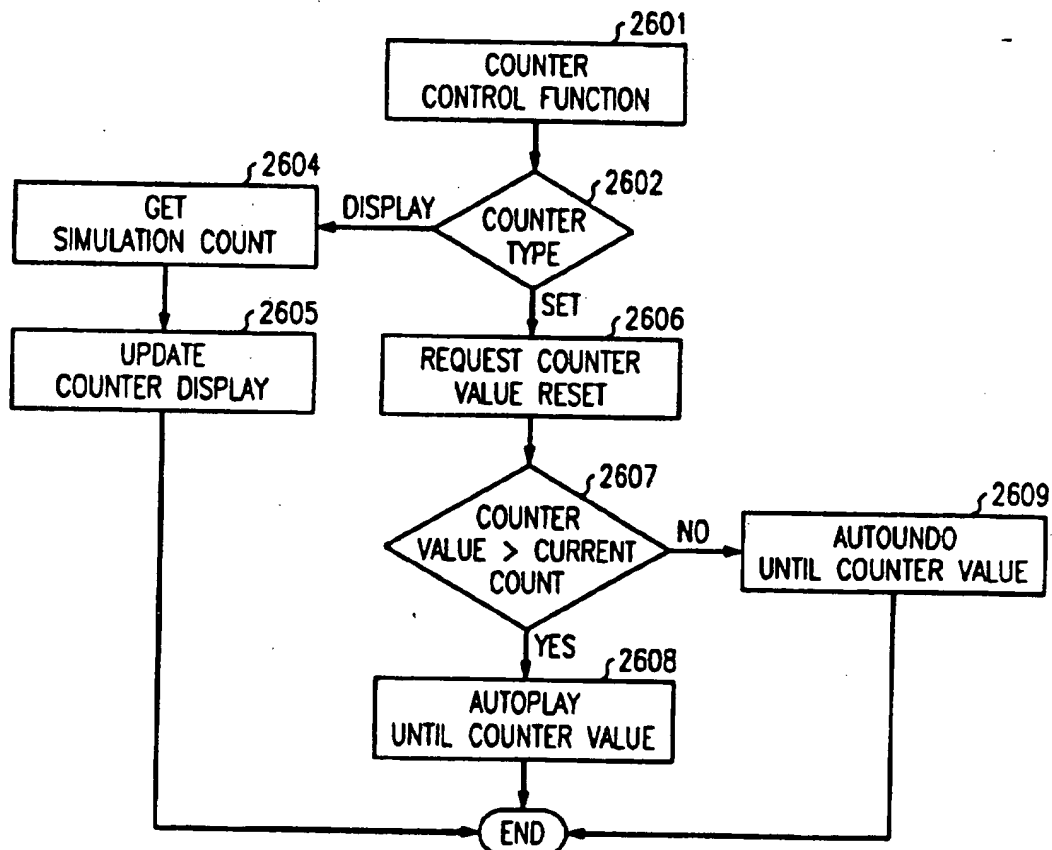 2601
COUNTER
CONTROL FUNCTION
2602
COUNTER
TYPE
DISPLAY
2604
GET
SIMULATION COUNT
2605
UPDATE
COUNTER DISPLAY
SET
2606
REQUEST COUNTER
VALUE RESET
2607
COUNTER
VALUE > CURRENT
COUNT
NO
2609
AUTOUNDO
UNTIL COUNTER VALUE
YES
2608
AUTOPLAY
UNTIL COUNTER VALUE
END